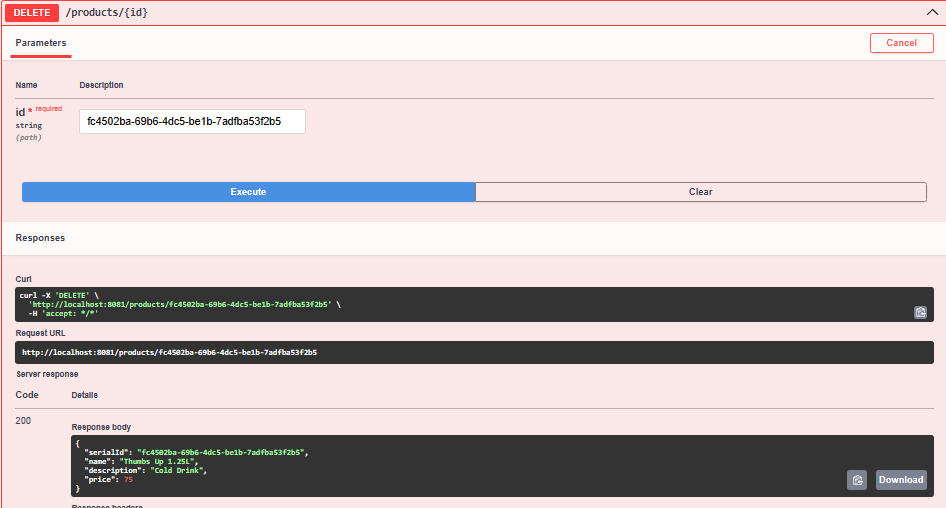 DELETE /products/{id}
Parameters
Cancel
Name Description
id * required
string
(path)
fc4502ba-69b6-4dc5-be1b-7adfba53f2b5
Execute Clear
Responses
Curl
curl -X 'DELETE' \
'http://localhost:8081/products/fc4502ba-69b6-4dc5-be1b-7adfba53f2b5' \
-H 'accept: */*'
Request URL
http://localhost:8081/products/fc4502ba-69b6-4dc5-be1b-7adfba53f2b5
Server response
Code Details
200
Response body
{
"serialId": "fc4502ba-69b6-4dc5-be1b-7adfba53f2b5",
"name": "Thumbs Up 1.25L",
"description": "Cold Drink",
"price": 75
}
Download
Response headers